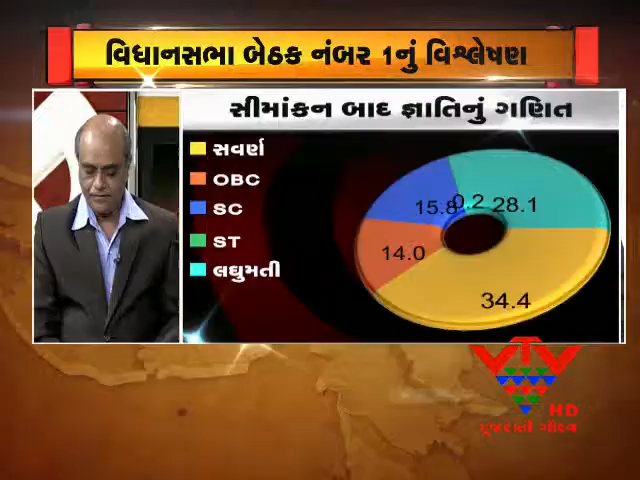 વિધાનસભા બેઠક નંબર 1નું વિશ્લેષણ
સીમાંકન બાદ જ્ઞાતિનું ગણિત
સવર્ણ
OBC
SC
ST
લઘુમતી
15.8
0.2
28.1
14.0
34.4
VTV
HD
ગુજરાતી ગૌરવ